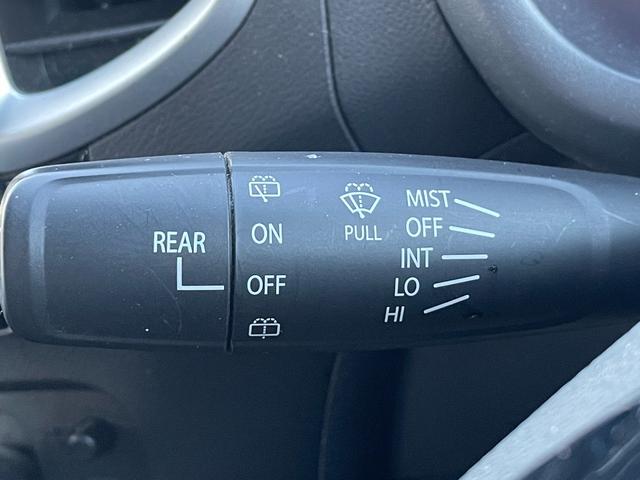 REAR
ON
OFF
PULL
MIST
OFF
INT
LO
HI